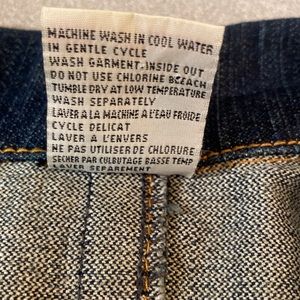 MACHINE WASH IN COOL WATER
IN GENTLE CYCLE
WASH GARMENT INSIDE OUT
DO NOT USE CHLORINE BLEACH
TUMBLE DRY AT LOW TEMPERATURE
WASH SEPARATELY
LAVER A LA MACHINE A L'EAU FROIDE
CYCLE DELICAT
LAVER A L'ENVERS
NE PAS UTILISER DE CHLORURE
SECHER PAR CULBUTAGE BASSE TEMP
LAVER SEPAREMENT